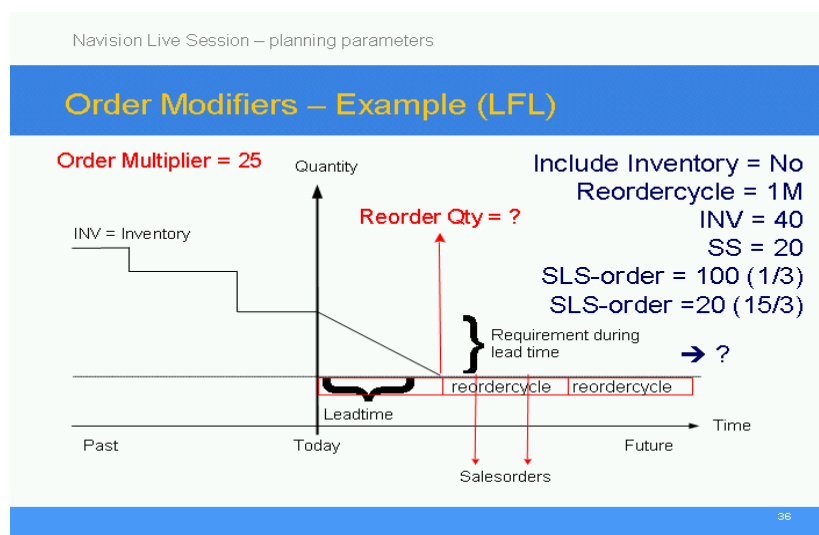 Navision Live Session – planning parameters
Order Modifiers – Example (LFL)
Order Multiplier = 25
Quantity
Include Inventory = No
Reordercycle = 1M
INV = 40
SS = 20
SLS-order = 100 (1/3)
SLS-order =20 (15/3)
➔ ?
Reorder Qty = ?
INV = Inventory
Requirement during
lead time
reordercycle
reordercycle
Leadtime
Time
Past
Today
Future
Salesorders
36